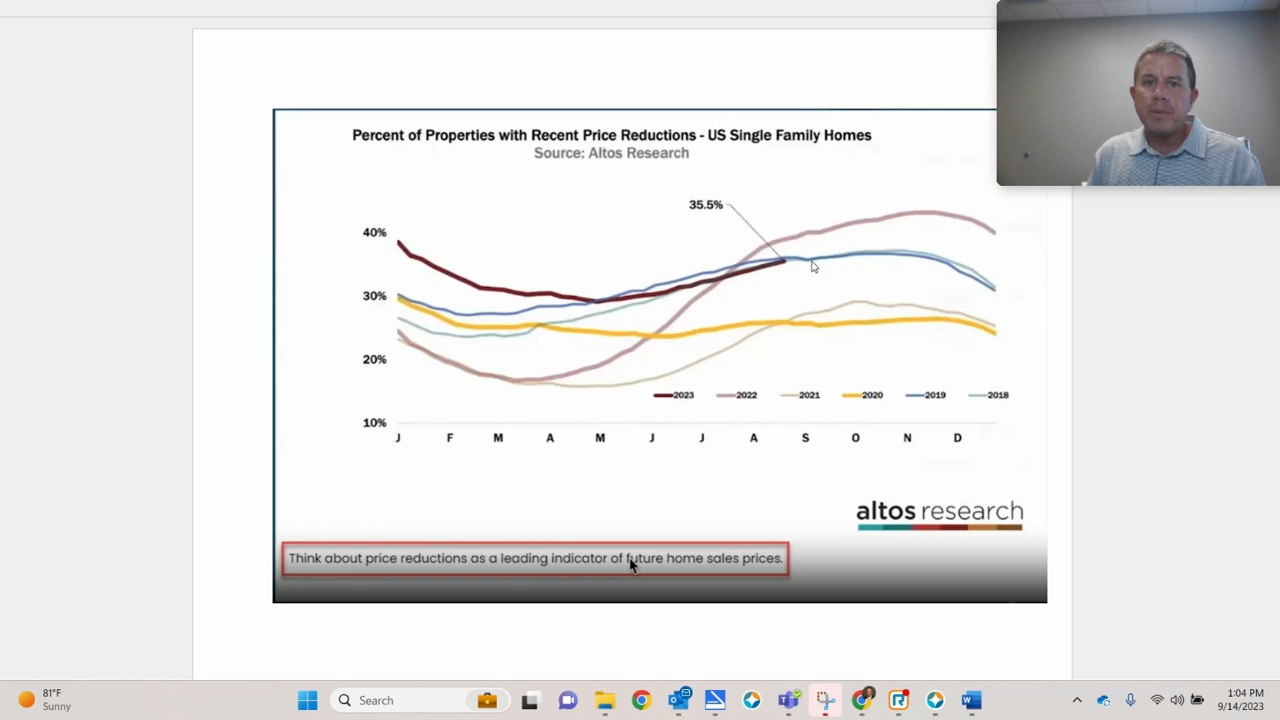 Percent of Properties with Recent Price Reductions - US Single Family Homes
Source: Altos Research
35.5%
40%
30%
20%
10%
2023 2022 2021 2020 2019 2018
J F M A M J J A S O N D
altos research
Think about price reductions as a leading indicator of future home sales prices.
81°F
Sunny
Search
1:04 PM
9/14/2023